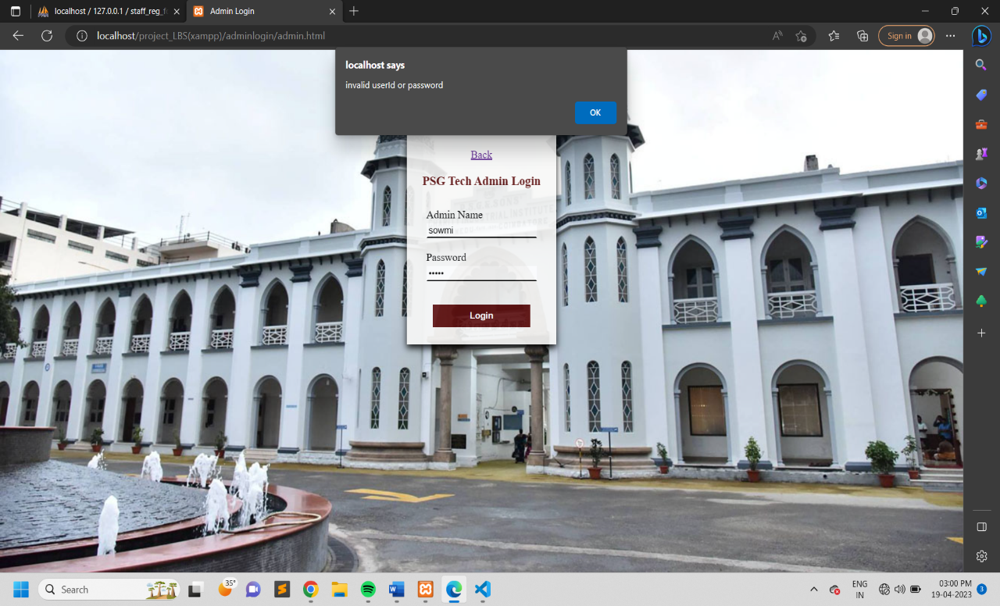 localhost / 127.0.0.1 / staff_reg_fo
Admin Login
localhost/project_LBS(xampp)/adminlogin/admin.html
Sign in
localhost says
invalid userId or password
OK
Back
PSG Tech Admin Login
Admin Name
sowmi
Password
•••••
Login
Search
35°
ENG
IN
03:00 PM
19-04-2023
3